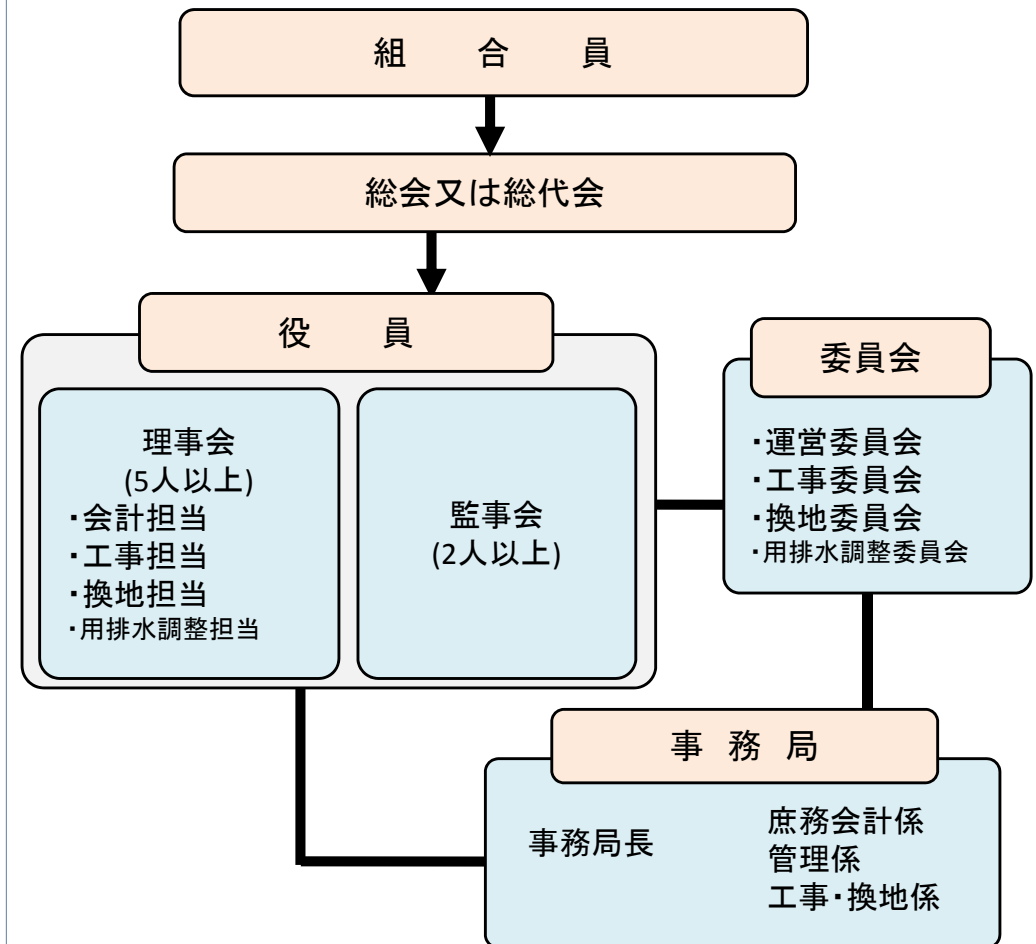 組　合　員
総会又は総代会
役　員
理事会
(5人以上)
・会計担当
・工事担当
・換地担当
・用排水調整担当
監事会
(2人以上)
委員会
・運営委員会
・工事委員会
・換地委員会
・用排水調整委員会
事 務 局
事務局長
庶務会計係
管理係
工事・換地係